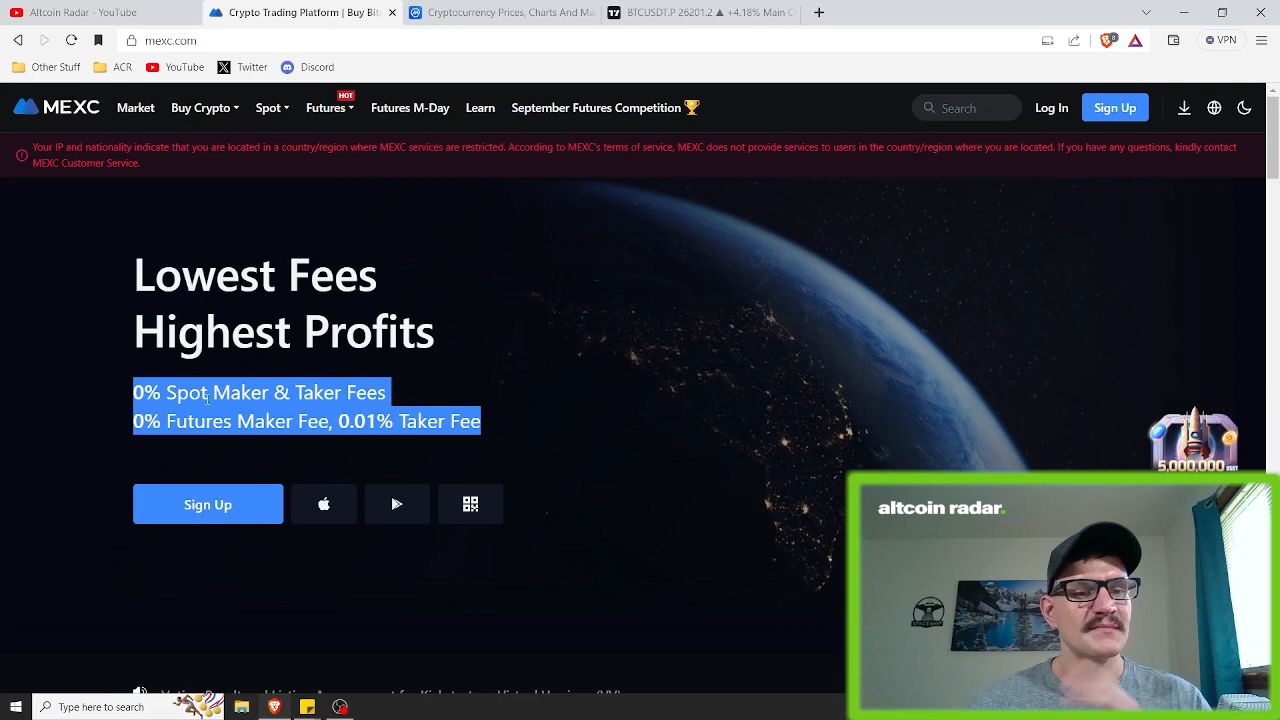 Altcoin Radar - YouTube
Crypto Trading Platform | Buy Bit
Cryptocurrency Prices, Charts And Ma
BTCUSDT.P 26201.2 ▲ +4.18% Main C
mexc.com
8
VPN
Other Stuff
ACR
YouTube
Twitter
Discord
HOT
MEXC
Market
Buy Crypto
Spot
Futures
Futures M-Day
Learn
September Futures Competition
Search
Log In
Sign Up
Your IP and nationality indicate that you are located in a country/region where MEXC services are restricted. According to MEXC's terms of service, MEXC does not provide services to users in the country/region where you are located. If you have any questions, kindly contact
MEXC Customer Service.
Lowest Fees
Highest Profits
0% Spot Maker & Taker Fees
0% Futures Maker Fee, 0.01% Taker Fee
5,000,000 USDT
Sign Up
altcoin radar.
SPACESHIP
Type here to search